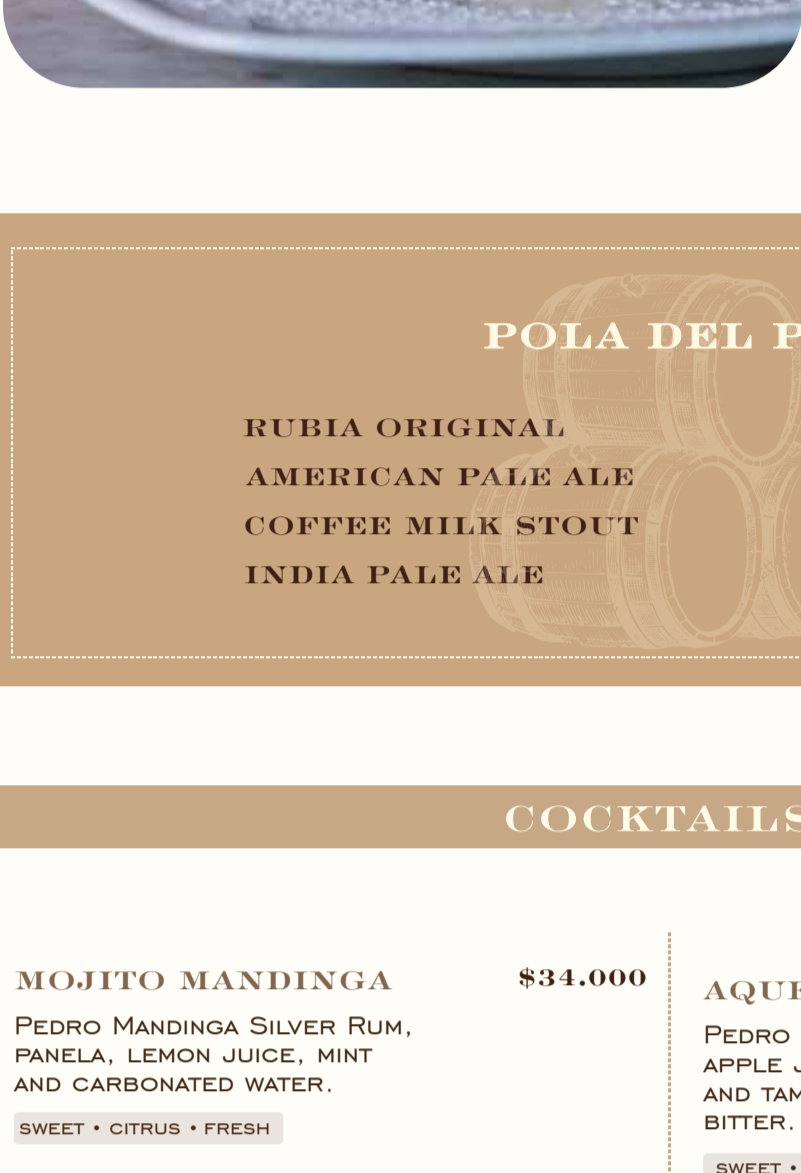 POLA DEL P
RUBIA ORIGINAL
AMERICAN PALE ALE
COFFEE MILK STOUT
INDIA PALE ALE
COCKTAILS
MOJITO MANDINGA $34.000
PEDRO MANDINGA SILVER RUM,
PANELA, LEMON JUICE, MINT
AND CARBONATED WATER.
SWEET • CITRUS • FRESH
AQUE
PEDRO
APPLE J
AND TAM
BITTER.
SWEET •